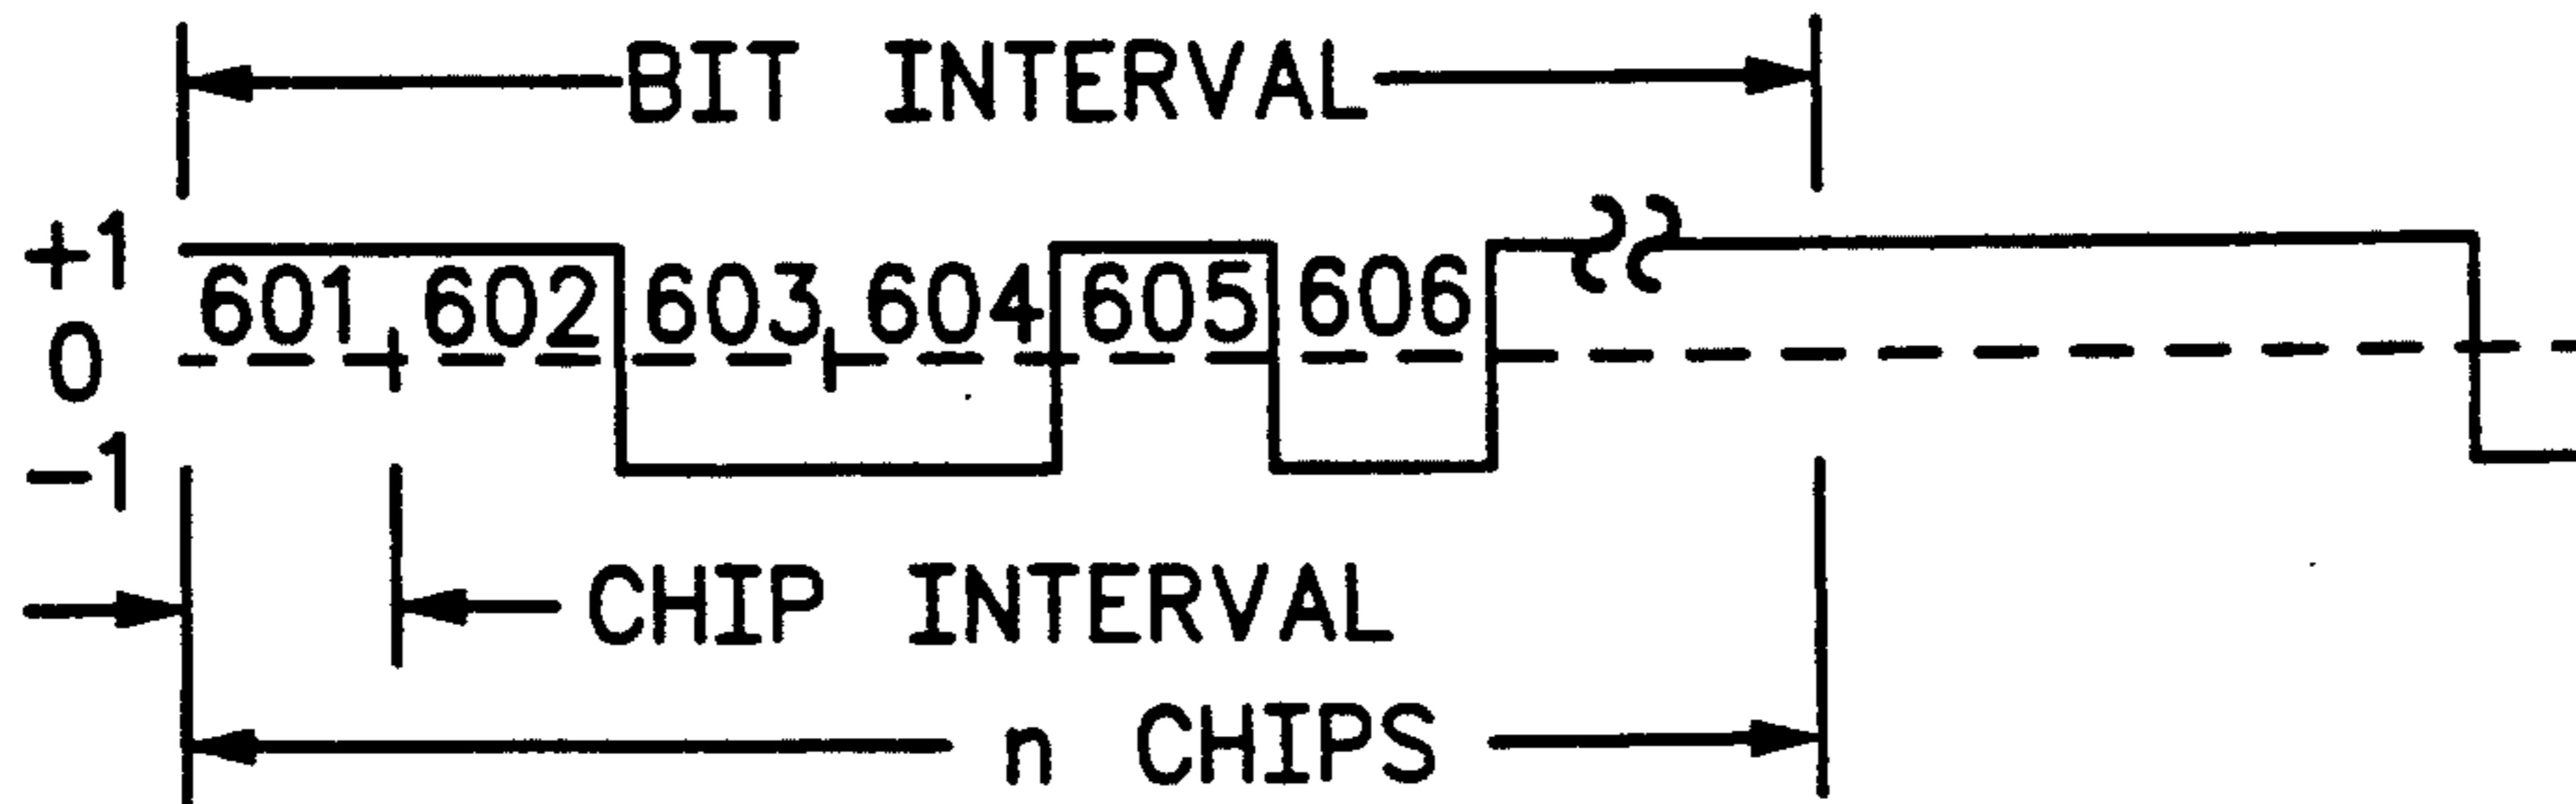 BIT INTERVAL
+1
601 602 603 604 605 606
0
-1
CHIP INTERVAL
n CHIPS